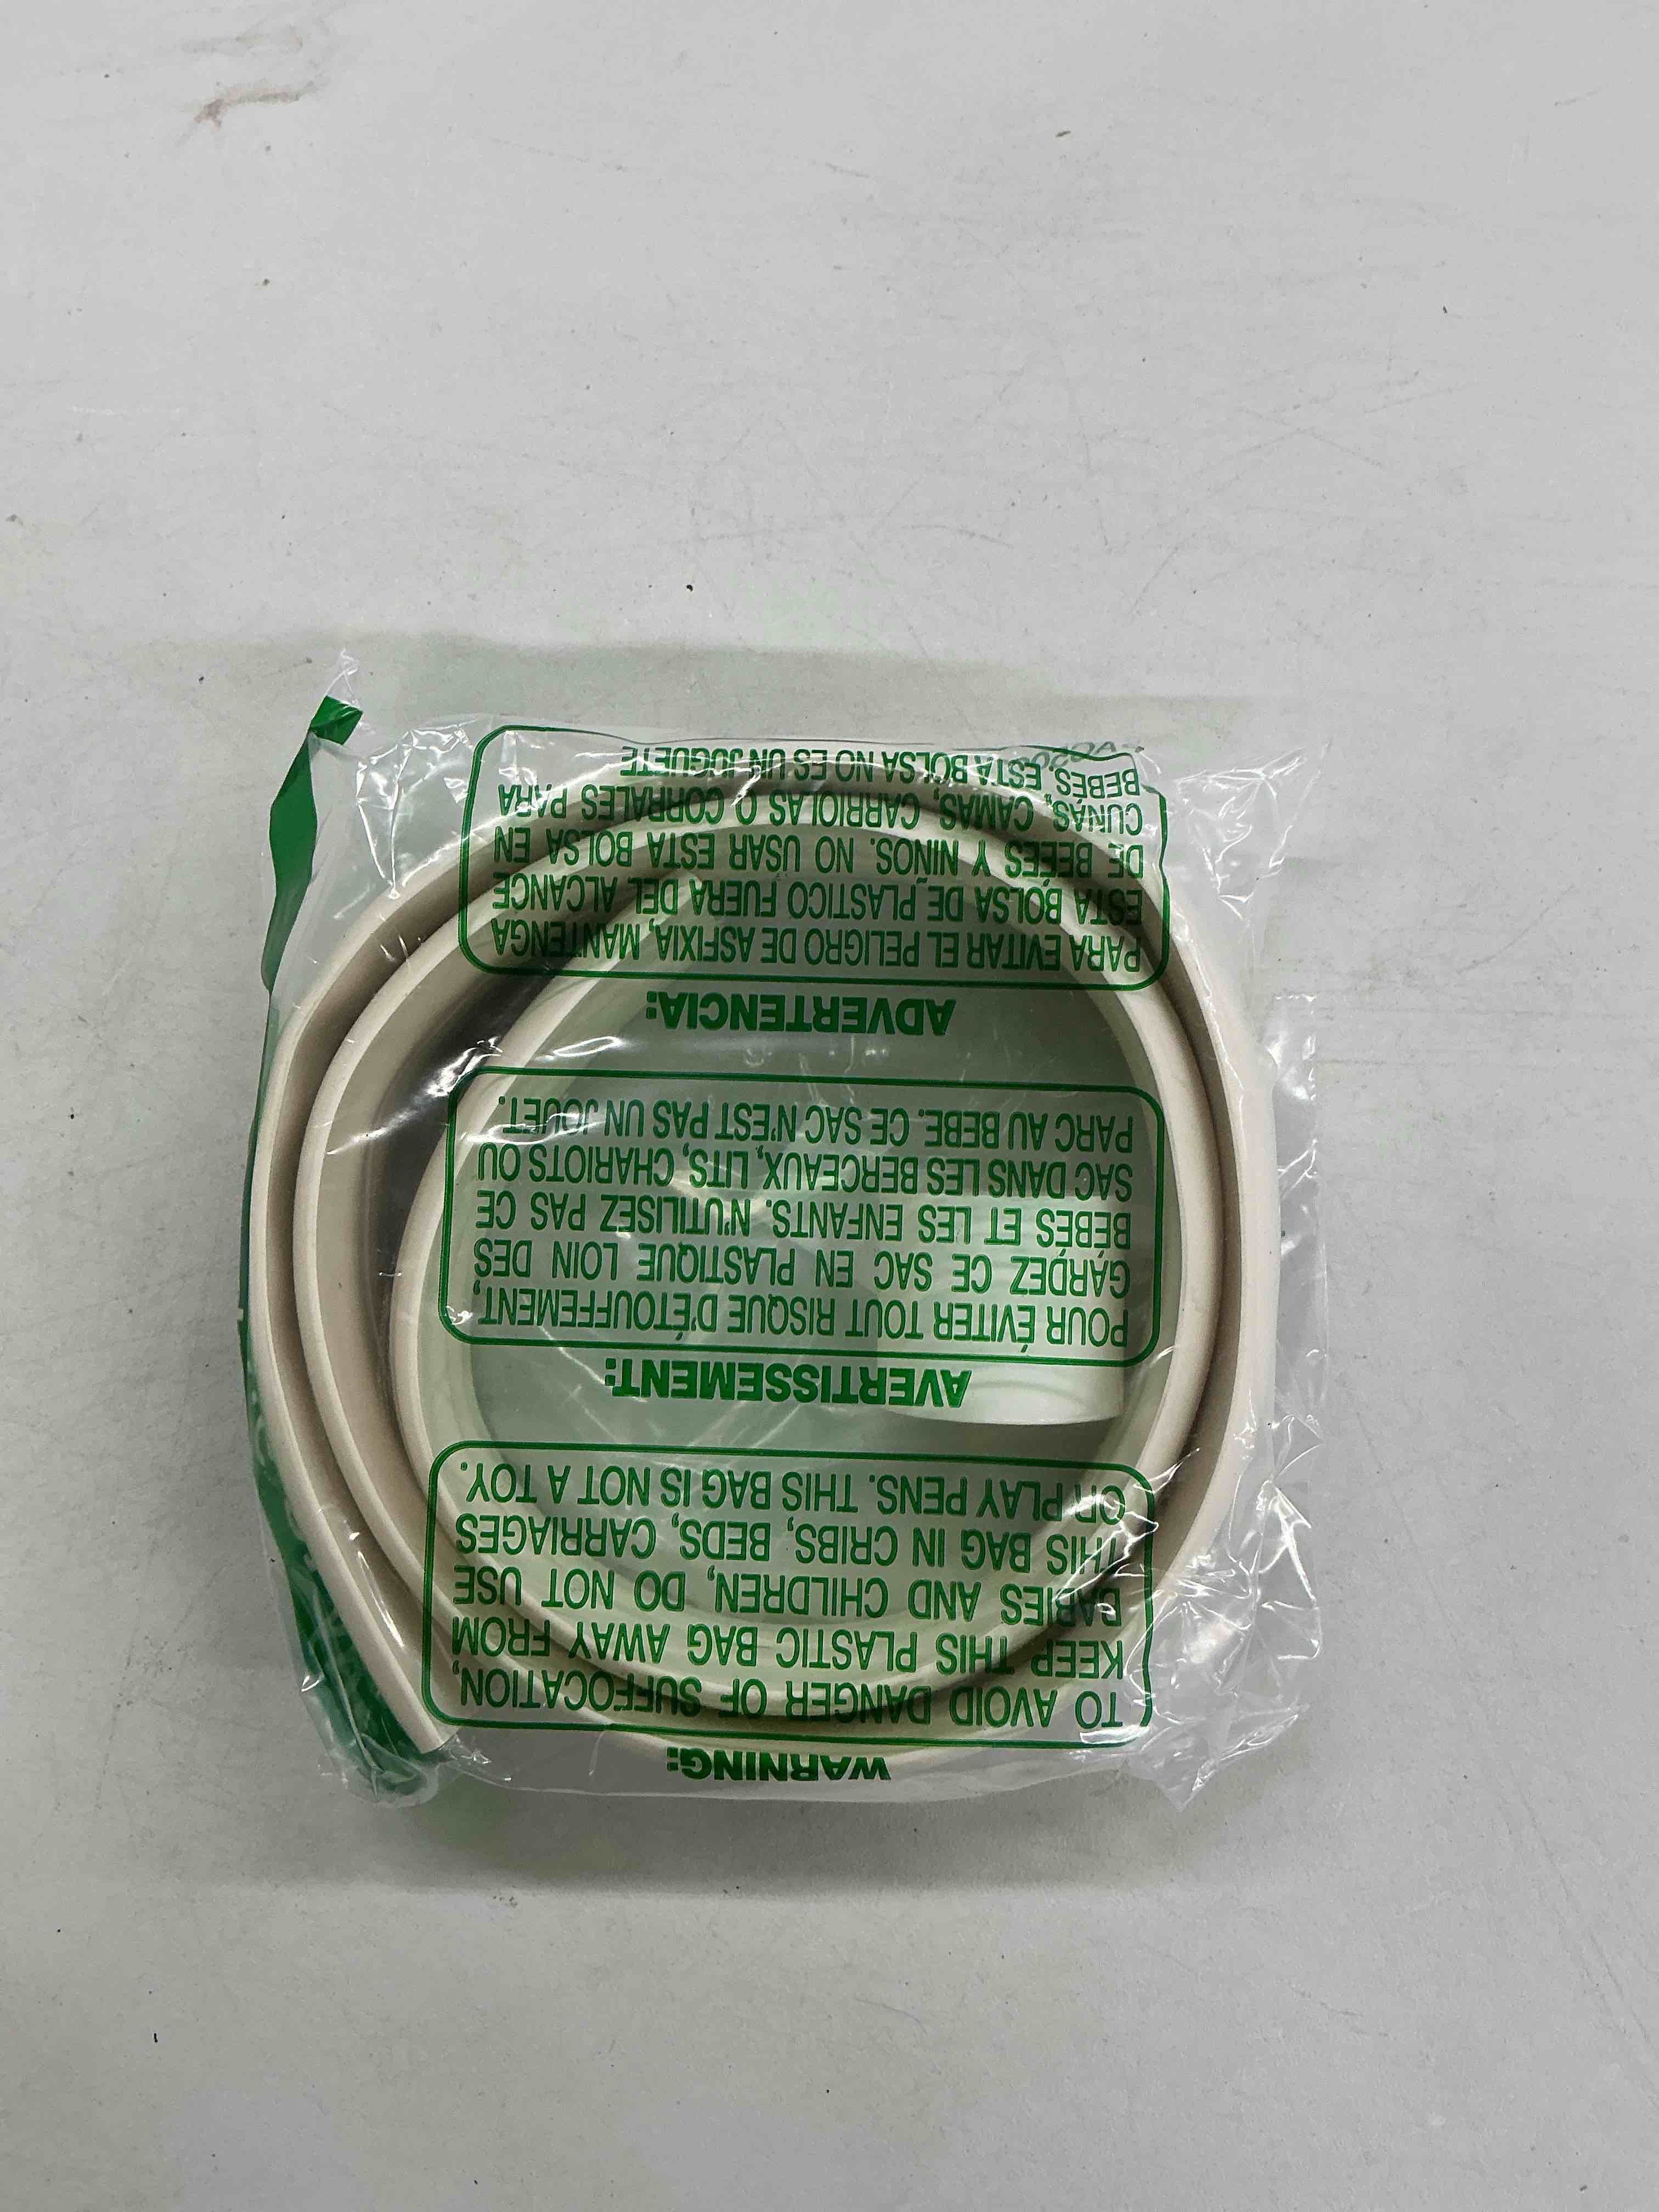 WARNING:
TO AVOID DANGER OF SUFFOCATION,
KEEP THIS PLASTIC BAG AWAY FROM
BABIES AND CHILDREN, DO NOT USE
THIS BAG IN CRIBS, BEDS, CARRIAGES
OR PLAY PENS. THIS BAG IS NOT A TOY.
AVERTISSEMENT:
POUR ÉVITER TOUT RISQUE D'ÉTOUFFEMENT,
GARDEZ CE SAC EN PLASTIQUE LOIN DES
BÉBÉS ET LES ENFANTS. N'UTILISEZ PAS CE
SAC DANS LES BERCEAUX, LITS, CHARIOTS OU
PARC AU BEBE. CE SAC N'EST PAS UN JOUET.
ADVERTENCIA:
PARA EVITAR EL PELIGRO DE ASFIXIA, MANTENGA
ESTA BOLSA DE PLASTICO FUERA DEL ALCANCE
DE BEBÉS Y NIÑOS. NO USAR ESTA BOLSA EN
CUNAS, CAMAS, CARRIOLAS O CORRALES PARA
BEBÉS. ESTA BOLSA NO ES UN JUGUETE